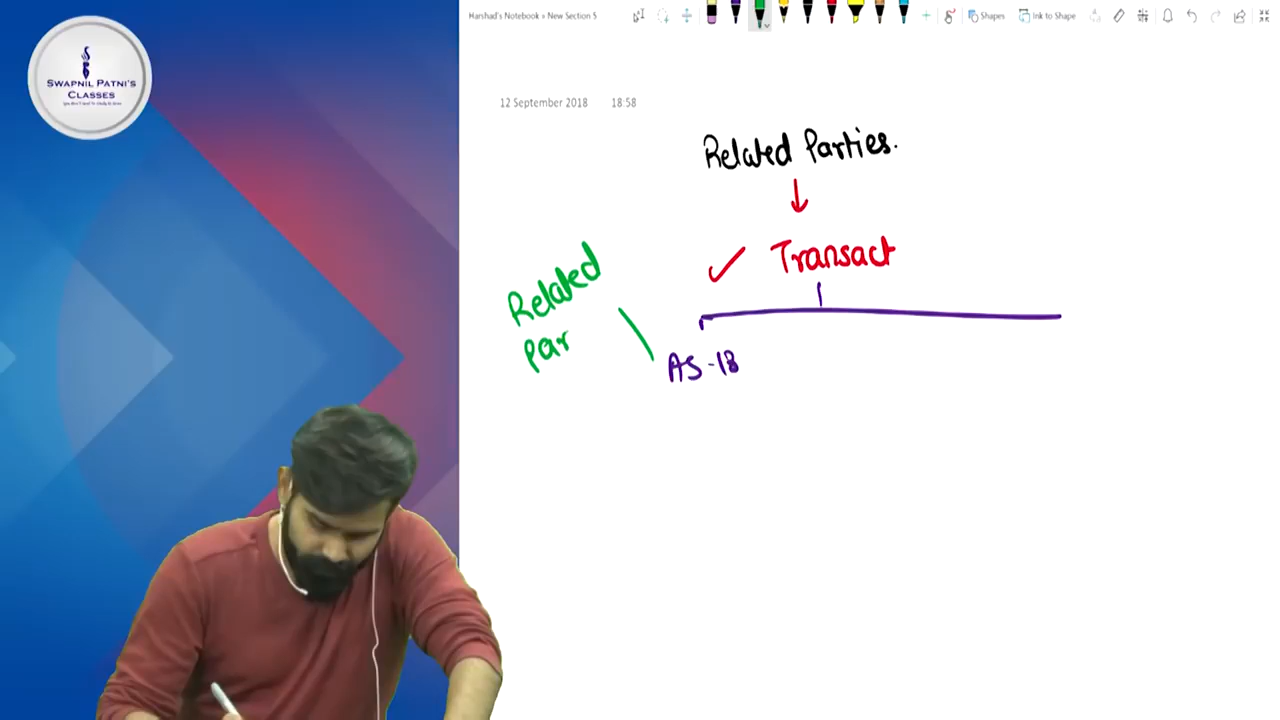 SWAPNIL PATNI'S
CLASSES
Harshad's Notebook » New Section 5
Shapes
Ink to Shape
12 September 2018 18:58
Related Parties.
Transact
Related
par
AS-18